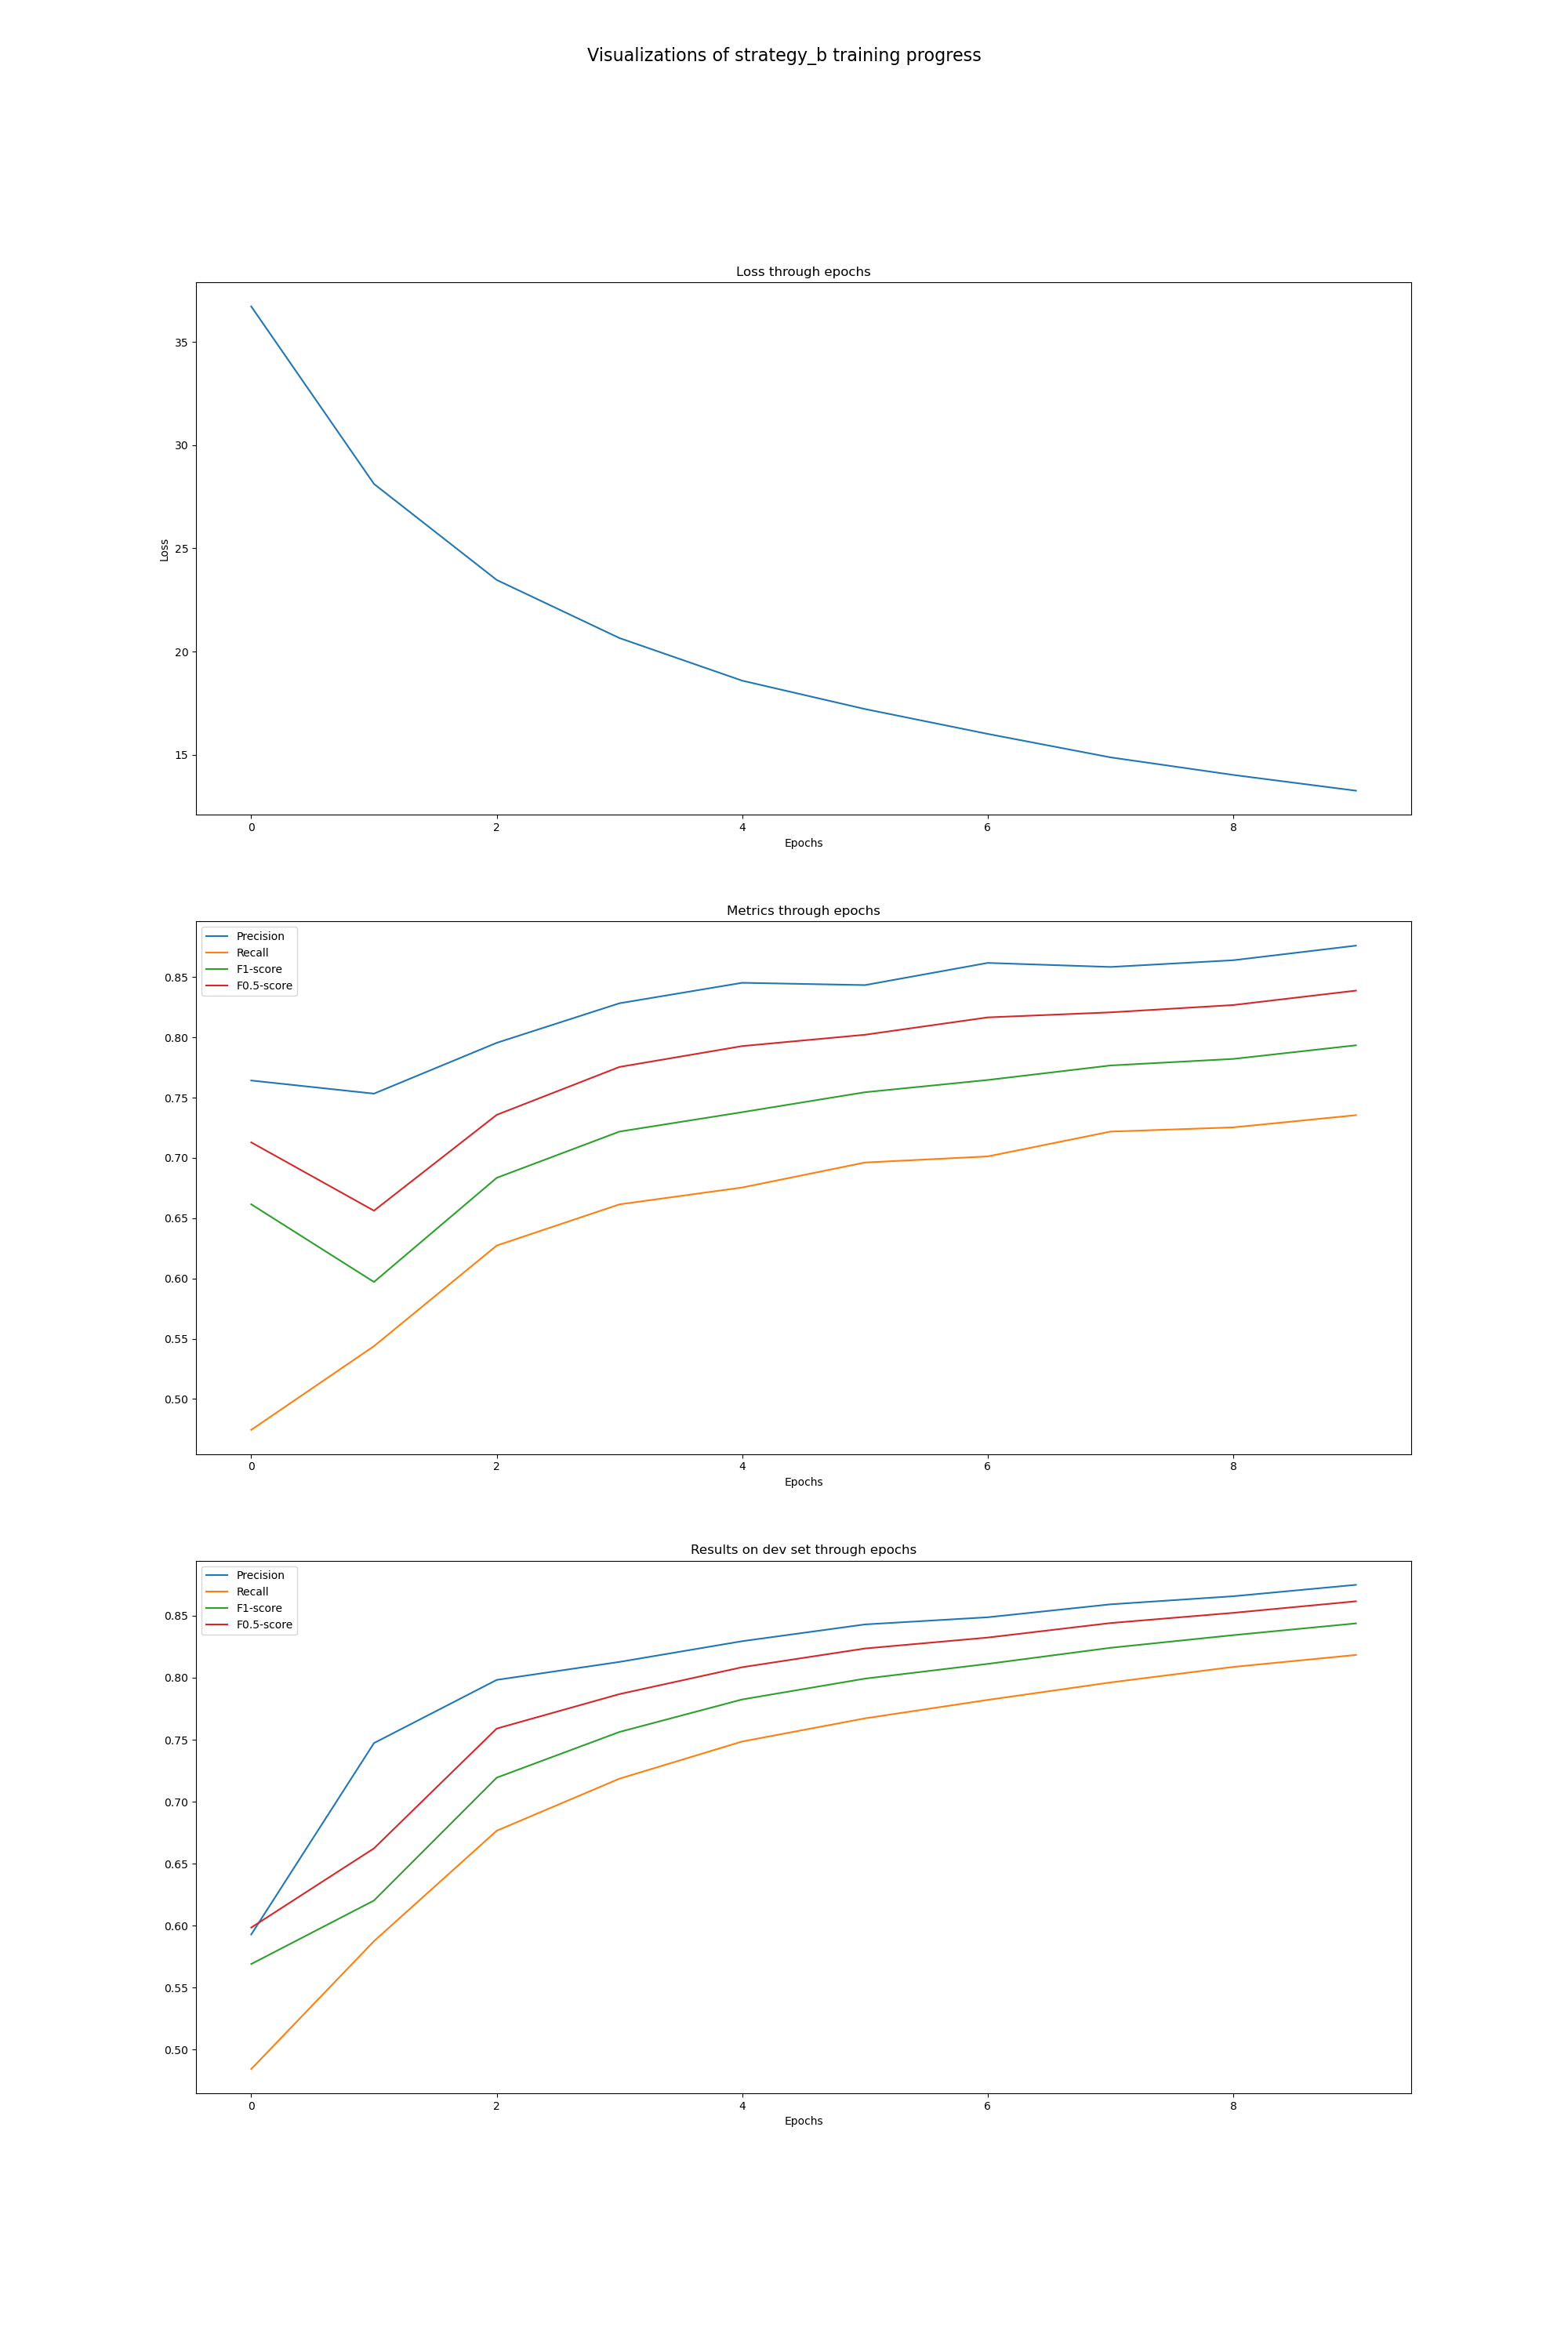 Visualizations of strategy_b training progress
Loss through epochs
35
30
25
20
15
Loss
0 2 4 6 8
Epochs
Metrics through epochs
Precision
Recall
F1-score
F0.5-score
0.85
0.80
0.75
0.70
0.65
0.60
0.55
0.50
0 2 4 6 8
Epochs
Results on dev set through epochs
Precision
Recall
F1-score
F0.5-score
0.85
0.80
0.75
0.70
0.65
0.60
0.55
0.50
0 2 4 6 8
Epochs